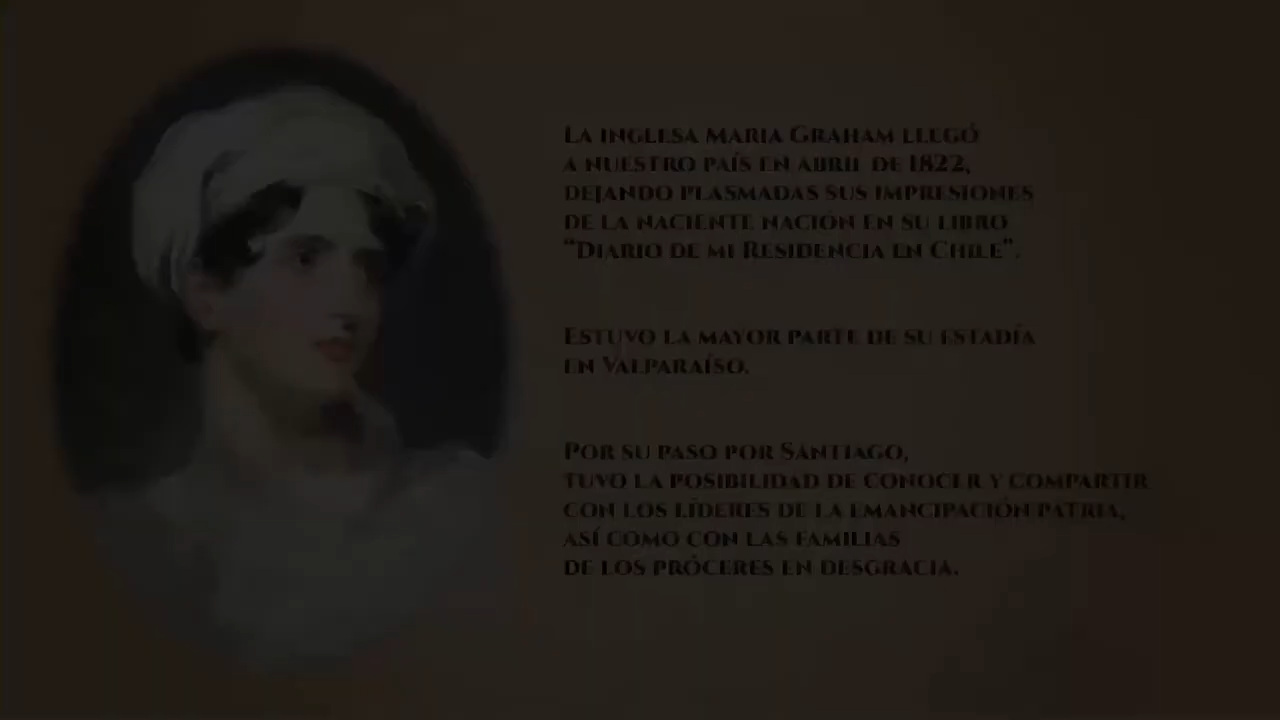 La inglesa Maria Graham llegó
a nuestro país en abril de 1822,
dejando plasmadas sus impresiones
de la naciente nación en su libro
“Diario de mi Residencia en Chile”.
Estuvo la mayor parte de su estadía
en Valparaíso.
Por su paso por Santiago,
tuvo la posibilidad de conocer y compartir
con los líderes de la emancipación patria,
así como con las familias
de los próceres en desgracia.